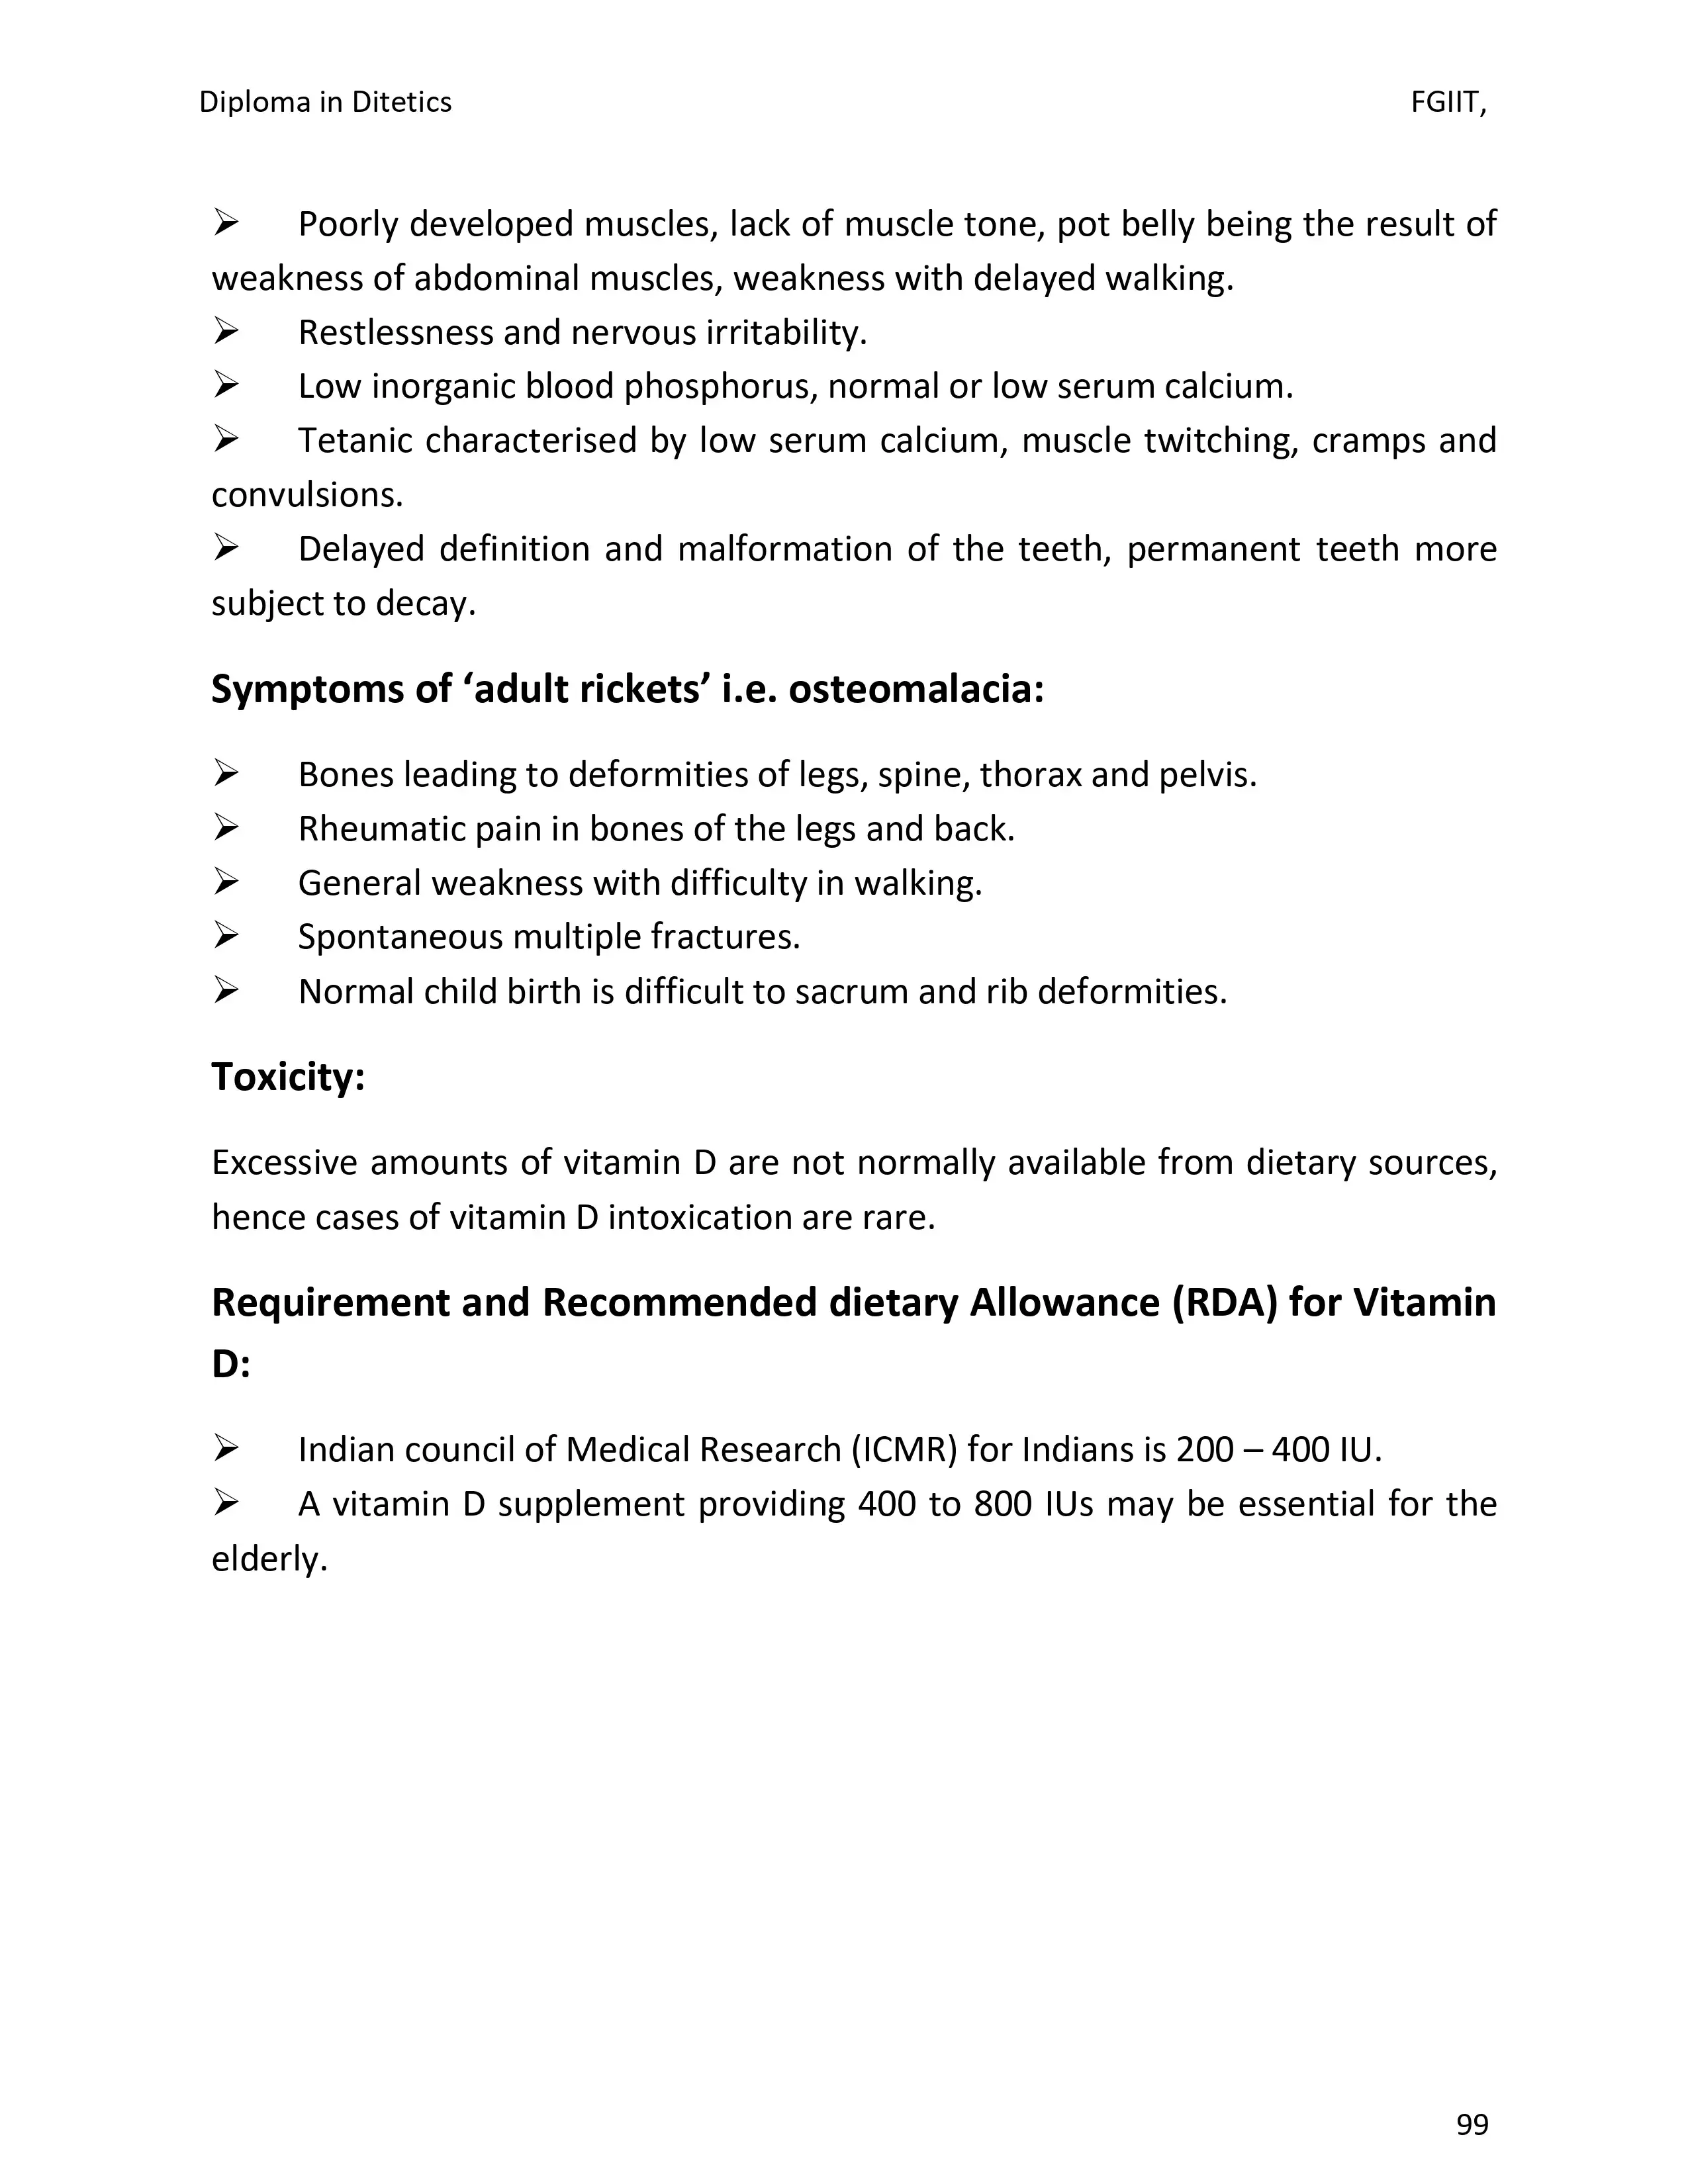 Diploma in Ditetics FGIIT,
➢ Poorly developed muscles, lack of muscle tone, pot belly being the result of
weakness of abdominal muscles, weakness with delayed walking.
➢ Restlessness and nervous irritability.
➢ Low inorganic blood phosphorus, normal or low serum calcium.
➢ Tetanic characterised by low serum calcium, muscle twitching, cramps and
convulsions.
➢ Delayed definition and malformation of the teeth, permanent teeth more
subject to decay.
Symptoms of ‘adult rickets’ i.e. osteomalacia:
➢ Bones leading to deformities of legs, spine, thorax and pelvis.
➢ Rheumatic pain in bones of the legs and back.
➢ General weakness with difficulty in walking.
➢ Spontaneous multiple fractures.
➢ Normal child birth is difficult to sacrum and rib deformities.
Toxicity:
Excessive amounts of vitamin D are not normally available from dietary sources,
hence cases of vitamin D intoxication are rare.
Requirement and Recommended dietary Allowance (RDA) for Vitamin
D:
➢ Indian council of Medical Research (ICMR) for Indians is 200 – 400 IU.
➢ A vitamin D supplement providing 400 to 800 IUs may be essential for the
elderly.
99